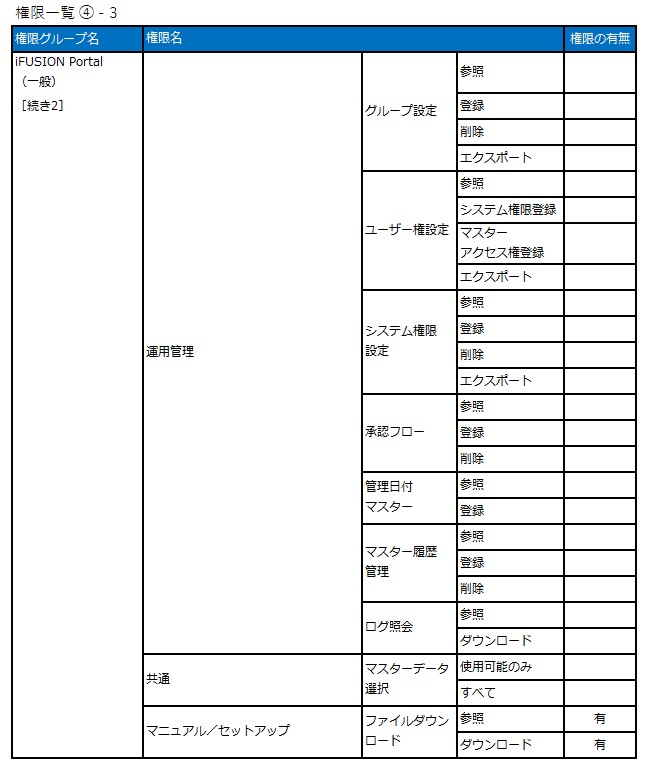 権限一覧 ④ - 3
権限グループ名 権限名 権限の有無
iFUSION Portal
（一般）
［続き2］
運用管理
グループ設定
参照
登録
削除
エクスポート
ユーザー権設定
参照
システム権限登録
マスター
アクセス権登録
エクスポート
システム権限
設定
参照
登録
削除
エクスポート
承認フロー
参照
登録
削除
管理日付
マスター
参照
登録
マスター履歴
管理
参照
登録
削除
ログ照会
参照
ダウンロード
共通
マスターデータ
選択
使用可能のみ
すべて
マニュアル／セットアップ
ファイルダウン
ロード
参照 有
ダウンロード 有